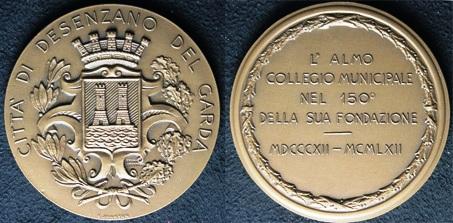 CITTÀ DI DESENZANO DEL GARDA
L'ALMO
COLLEGIO MUNICIPALE
NEL 150°
DELLA SUA FONDAZIONE
MDCCCXII — MCMLXII